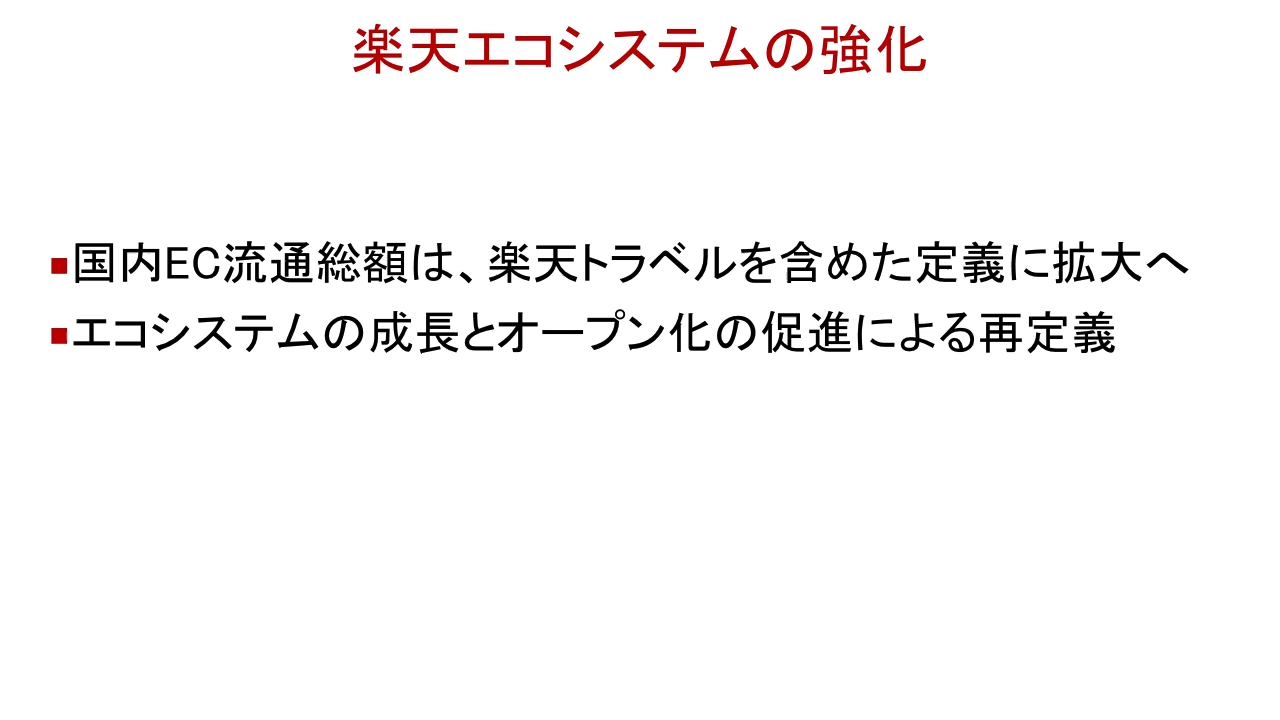 楽天エコシステムの強化
■国内EC流通総額は、楽天トラベルを含めた定義に拡大へ
■エコシステムの成長とオープン化の促進による再定義